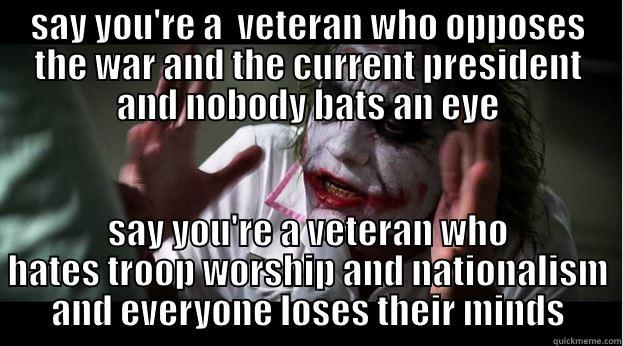 say you're a  veteran who opposes
the war and the current president
and nobody bats an eye
say you're a veteran who
hates troop worship and nationalism
and everyone loses their minds
quickmeme.com